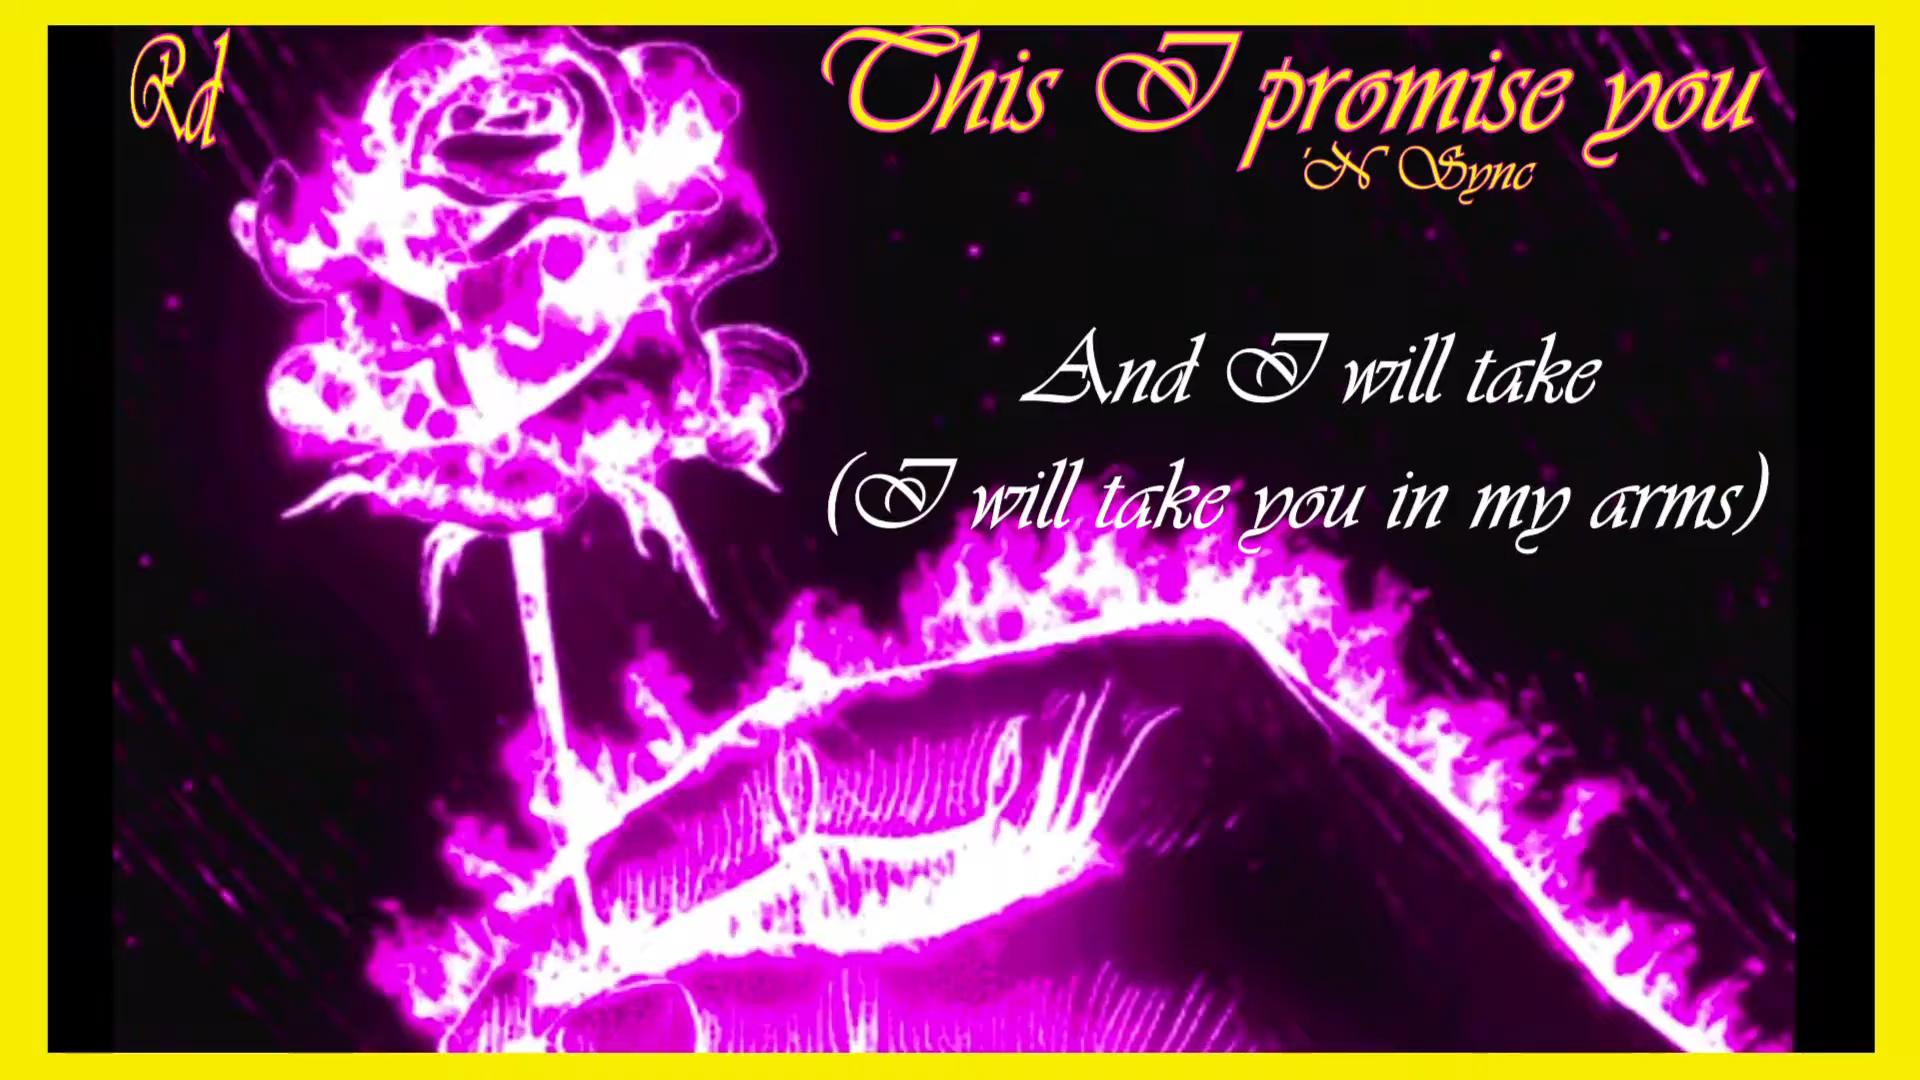 Rd
This I promise you
'N Sync
And I will take
(I will take you in my arms)